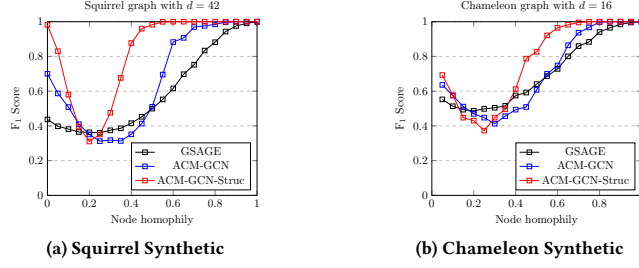 Squirrel graph with d = 42
1
0.8
0.6
0.4
0.2
0
F1 Score
0
0.2
0.4
0.6
0.8
1
Node homophily
GSAGE
ACM-GCN
ACM-GCN-Struc
(a) Squirrel Synthetic
Chameleon graph with d = 16
1
0.8
0.6
0.4
0.2
0
F1 Score
0
0.2
0.4
0.6
0.8
Node homophily
GSAGE
ACM-GCN
ACM-GCN-Struc
(b) Chameleon Synthetic